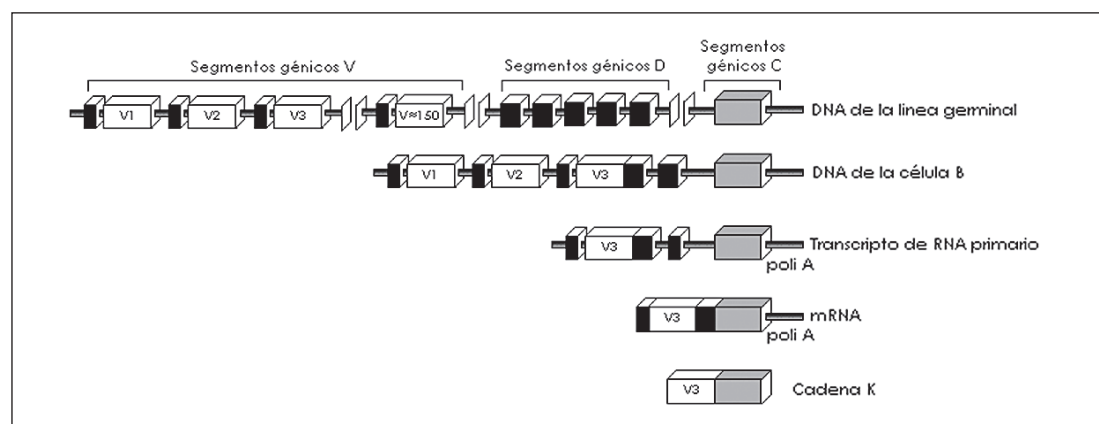 Segmentos génicos V
Segmentos génicos D
Segmentos
génicos C
V1
V2
V3
V≈150
DNA de la linea germinal
V1
V2
V3
DNA de la célula B
V3
Transcripto de RNA primario
poli A
V3
mRNA
poli A
V3
Cadena K